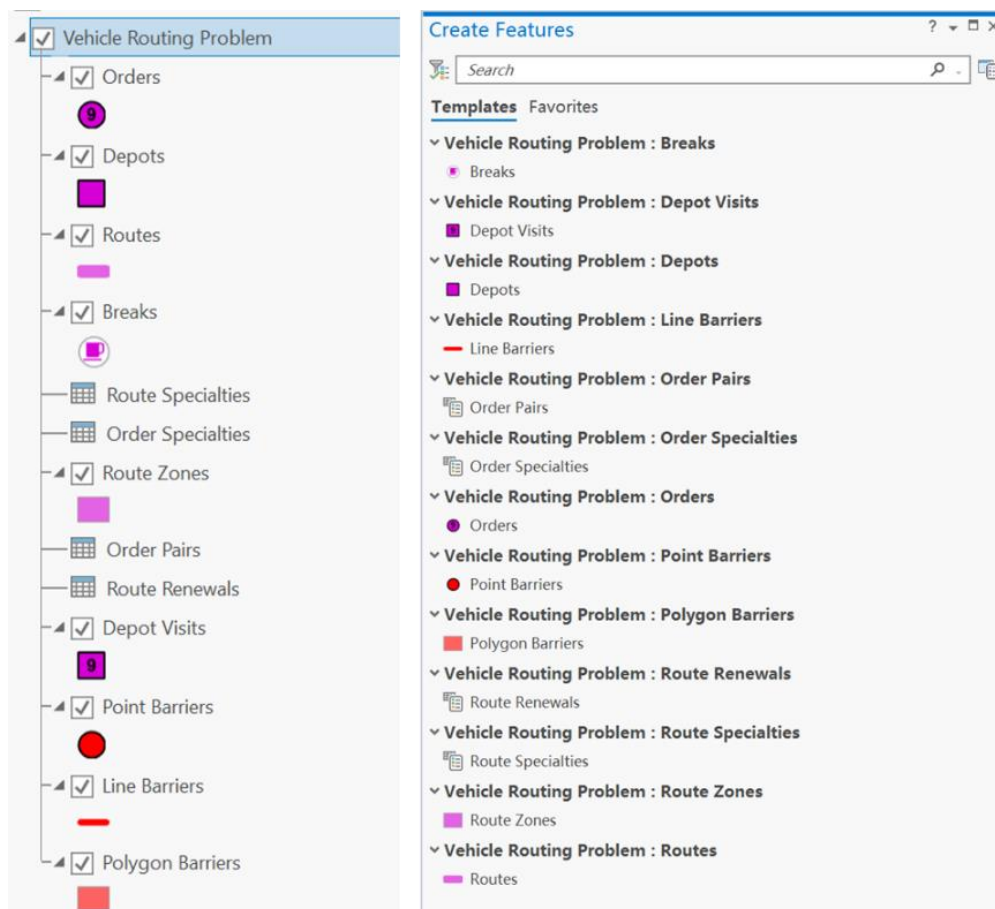 Vehicle Routing Problem
Orders
9
Depots
Routes
Breaks
Route Specialties
Order Specialties
Route Zones
Order Pairs
Route Renewals
Depot Visits
9
Point Barriers
Line Barriers
Polygon Barriers
Create Features
?
Search
Templates Favorites
Vehicle Routing Problem : Breaks
Breaks
Vehicle Routing Problem : Depot Visits
9 Depot Visits
Vehicle Routing Problem : Depots
Depots
Vehicle Routing Problem : Line Barriers
Line Barriers
Vehicle Routing Problem : Order Pairs
Order Pairs
Vehicle Routing Problem : Order Specialties
Order Specialties
Vehicle Routing Problem : Orders
9 Orders
Vehicle Routing Problem : Point Barriers
Point Barriers
Vehicle Routing Problem : Polygon Barriers
Polygon Barriers
Vehicle Routing Problem : Route Renewals
Route Renewals
Vehicle Routing Problem : Route Specialties
Route Specialties
Vehicle Routing Problem : Route Zones
Route Zones
Vehicle Routing Problem : Routes
Routes